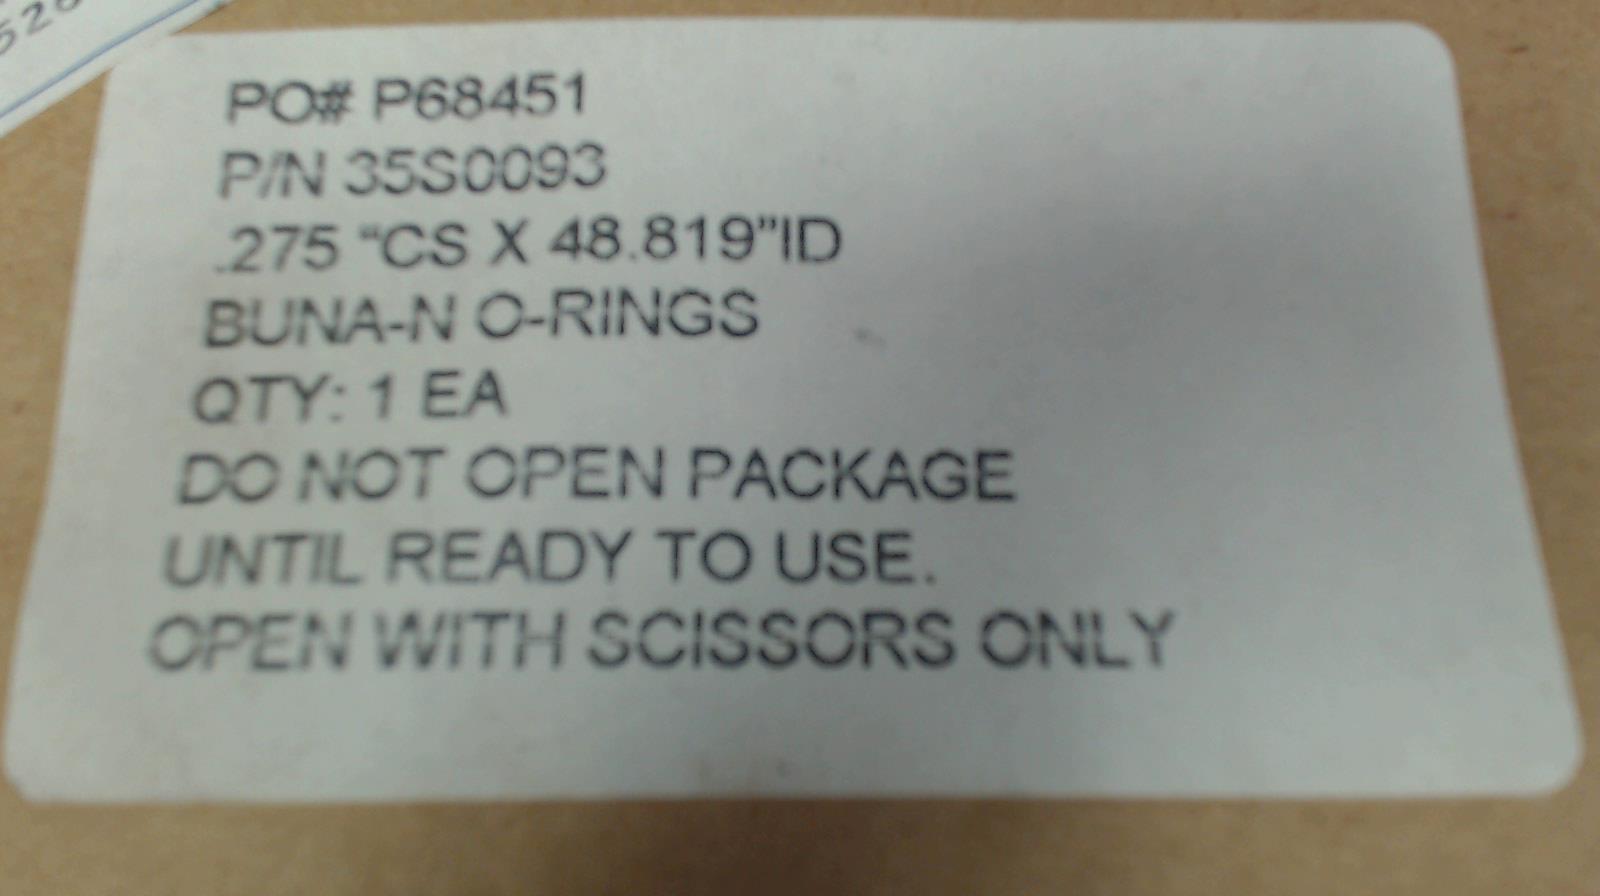 526
PO# P68451
P/N 35S0093
.275 “CS X 48.819”ID
BUNA-N O-RINGS
QTY: 1 EA
DO NOT OPEN PACKAGE
UNTIL READY TO USE.
OPEN WITH SCISSORS ONLY